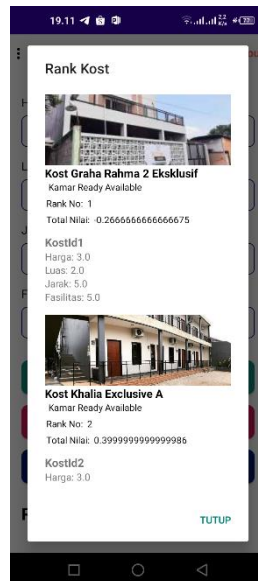 19.11
Rank Kost
Kost Graha Rahma 2 Eksklusif
Kamar Ready Available
Rank No: 1
Total Nilai: -0.2666666666666675
KostId1
Harga: 3.0
Luas: 2.0
Jarak: 5.0
Fasilitas: 5.0
Kost Khalia Exclusive A
Kamar Ready Available
Rank No: 2
Total Nilai: 0.3999999999999986
KostId2
Harga: 3.0
TUTUP